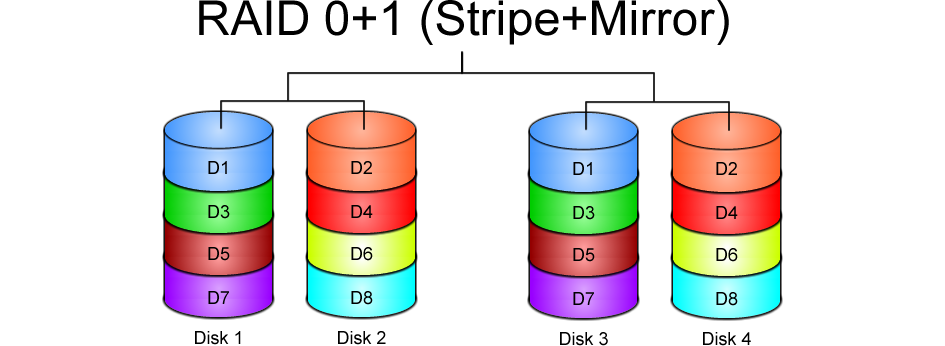 RAID 0+1 (Stripe+Mirror)
D1 D2 D1 D2
D3 D4 D3 D4
D5 D6 D5 D6
D7 D8 D7 D8
Disk 1 Disk 2 Disk 3 Disk 4